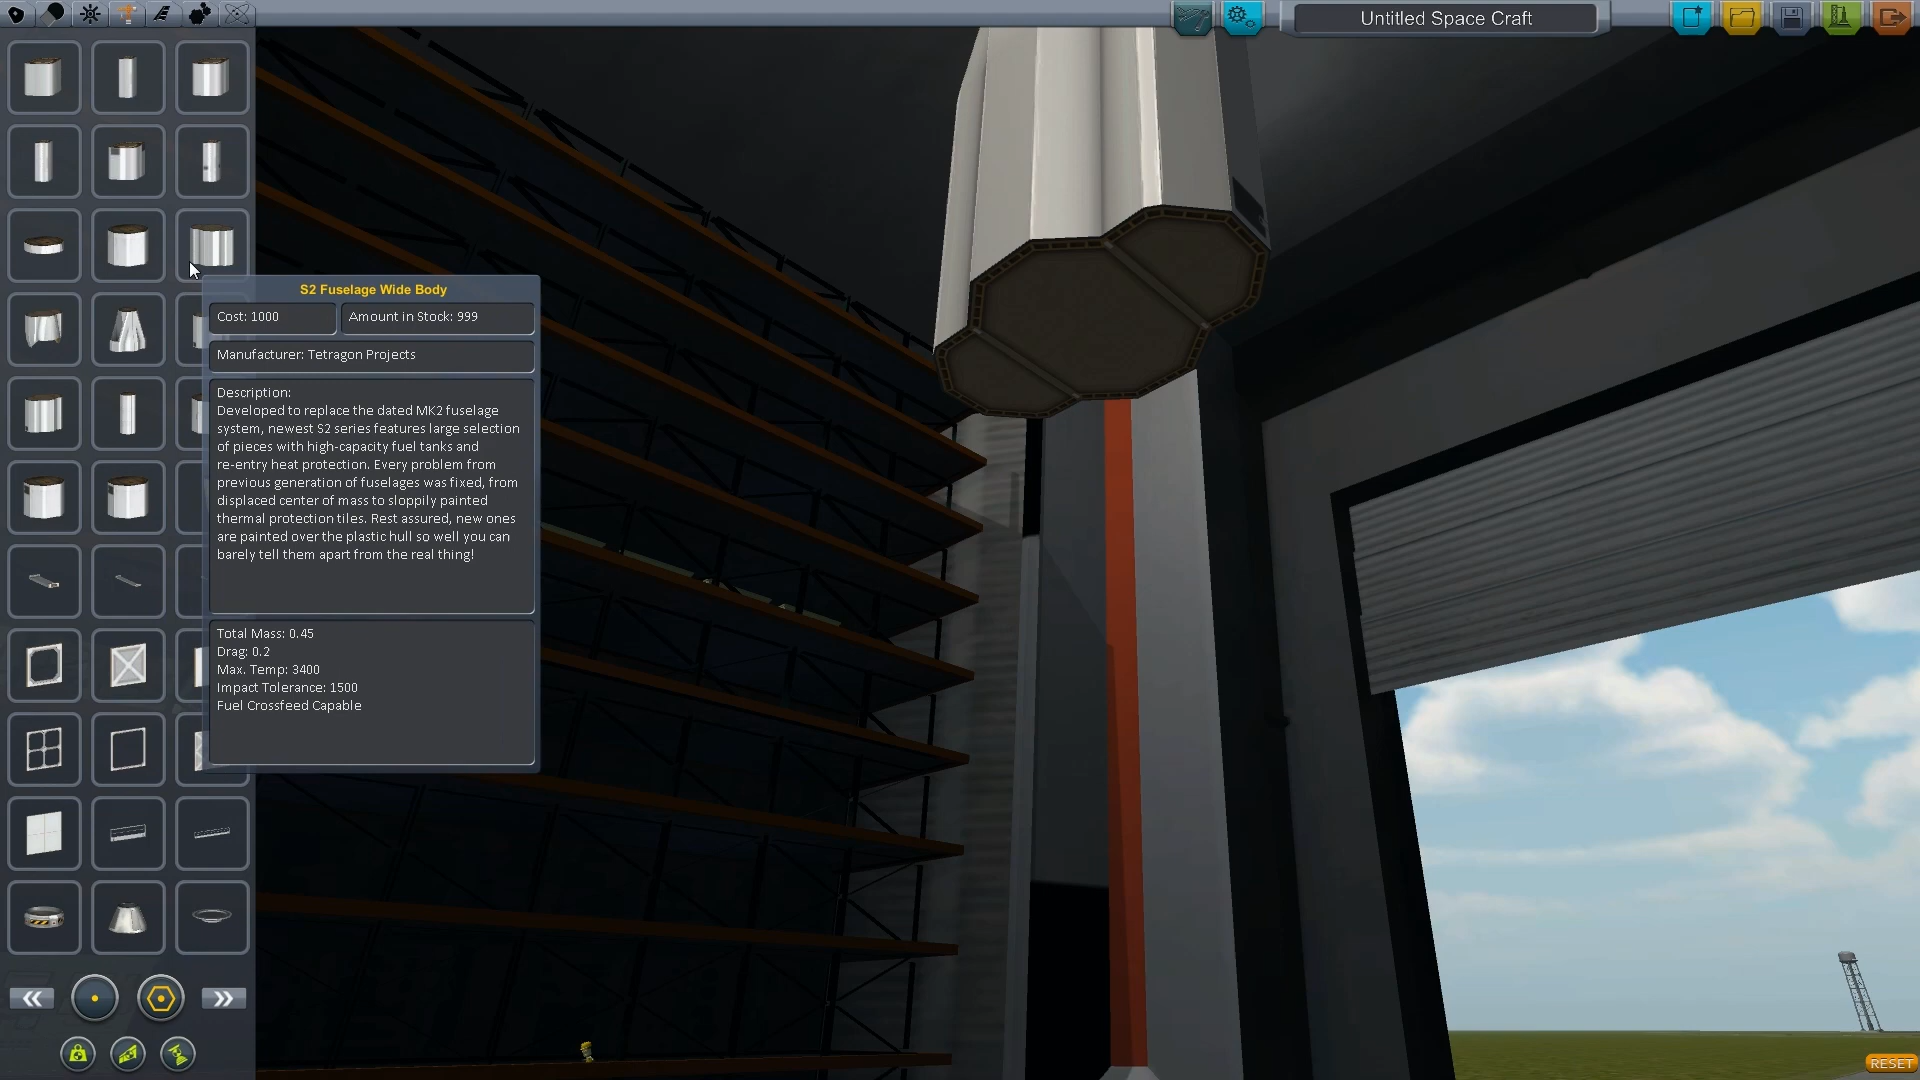 Untitled Space Craft
S2 Fuselage Wide Body
Cost: 1000
Amount in Stock: 999
Manufacturer: Tetragon Projects
Description:
Developed to replace the dated MK2 fuselage
system, newest S2 series features large selection
of pieces with high-capacity fuel tanks and
re-entry heat protection. Every problem from
previous generation of fuselages was fixed, from
displaced center of mass to sloppily painted
thermal protection tiles. Rest assured, new ones
are painted over the plastic hull so well you can
barely tell them apart from the real thing!
Total Mass: 0.45
Drag: 0.2
Max. Temp: 3400
Impact Tolerance: 1500
Fuel Crossfeed Capable
RESET